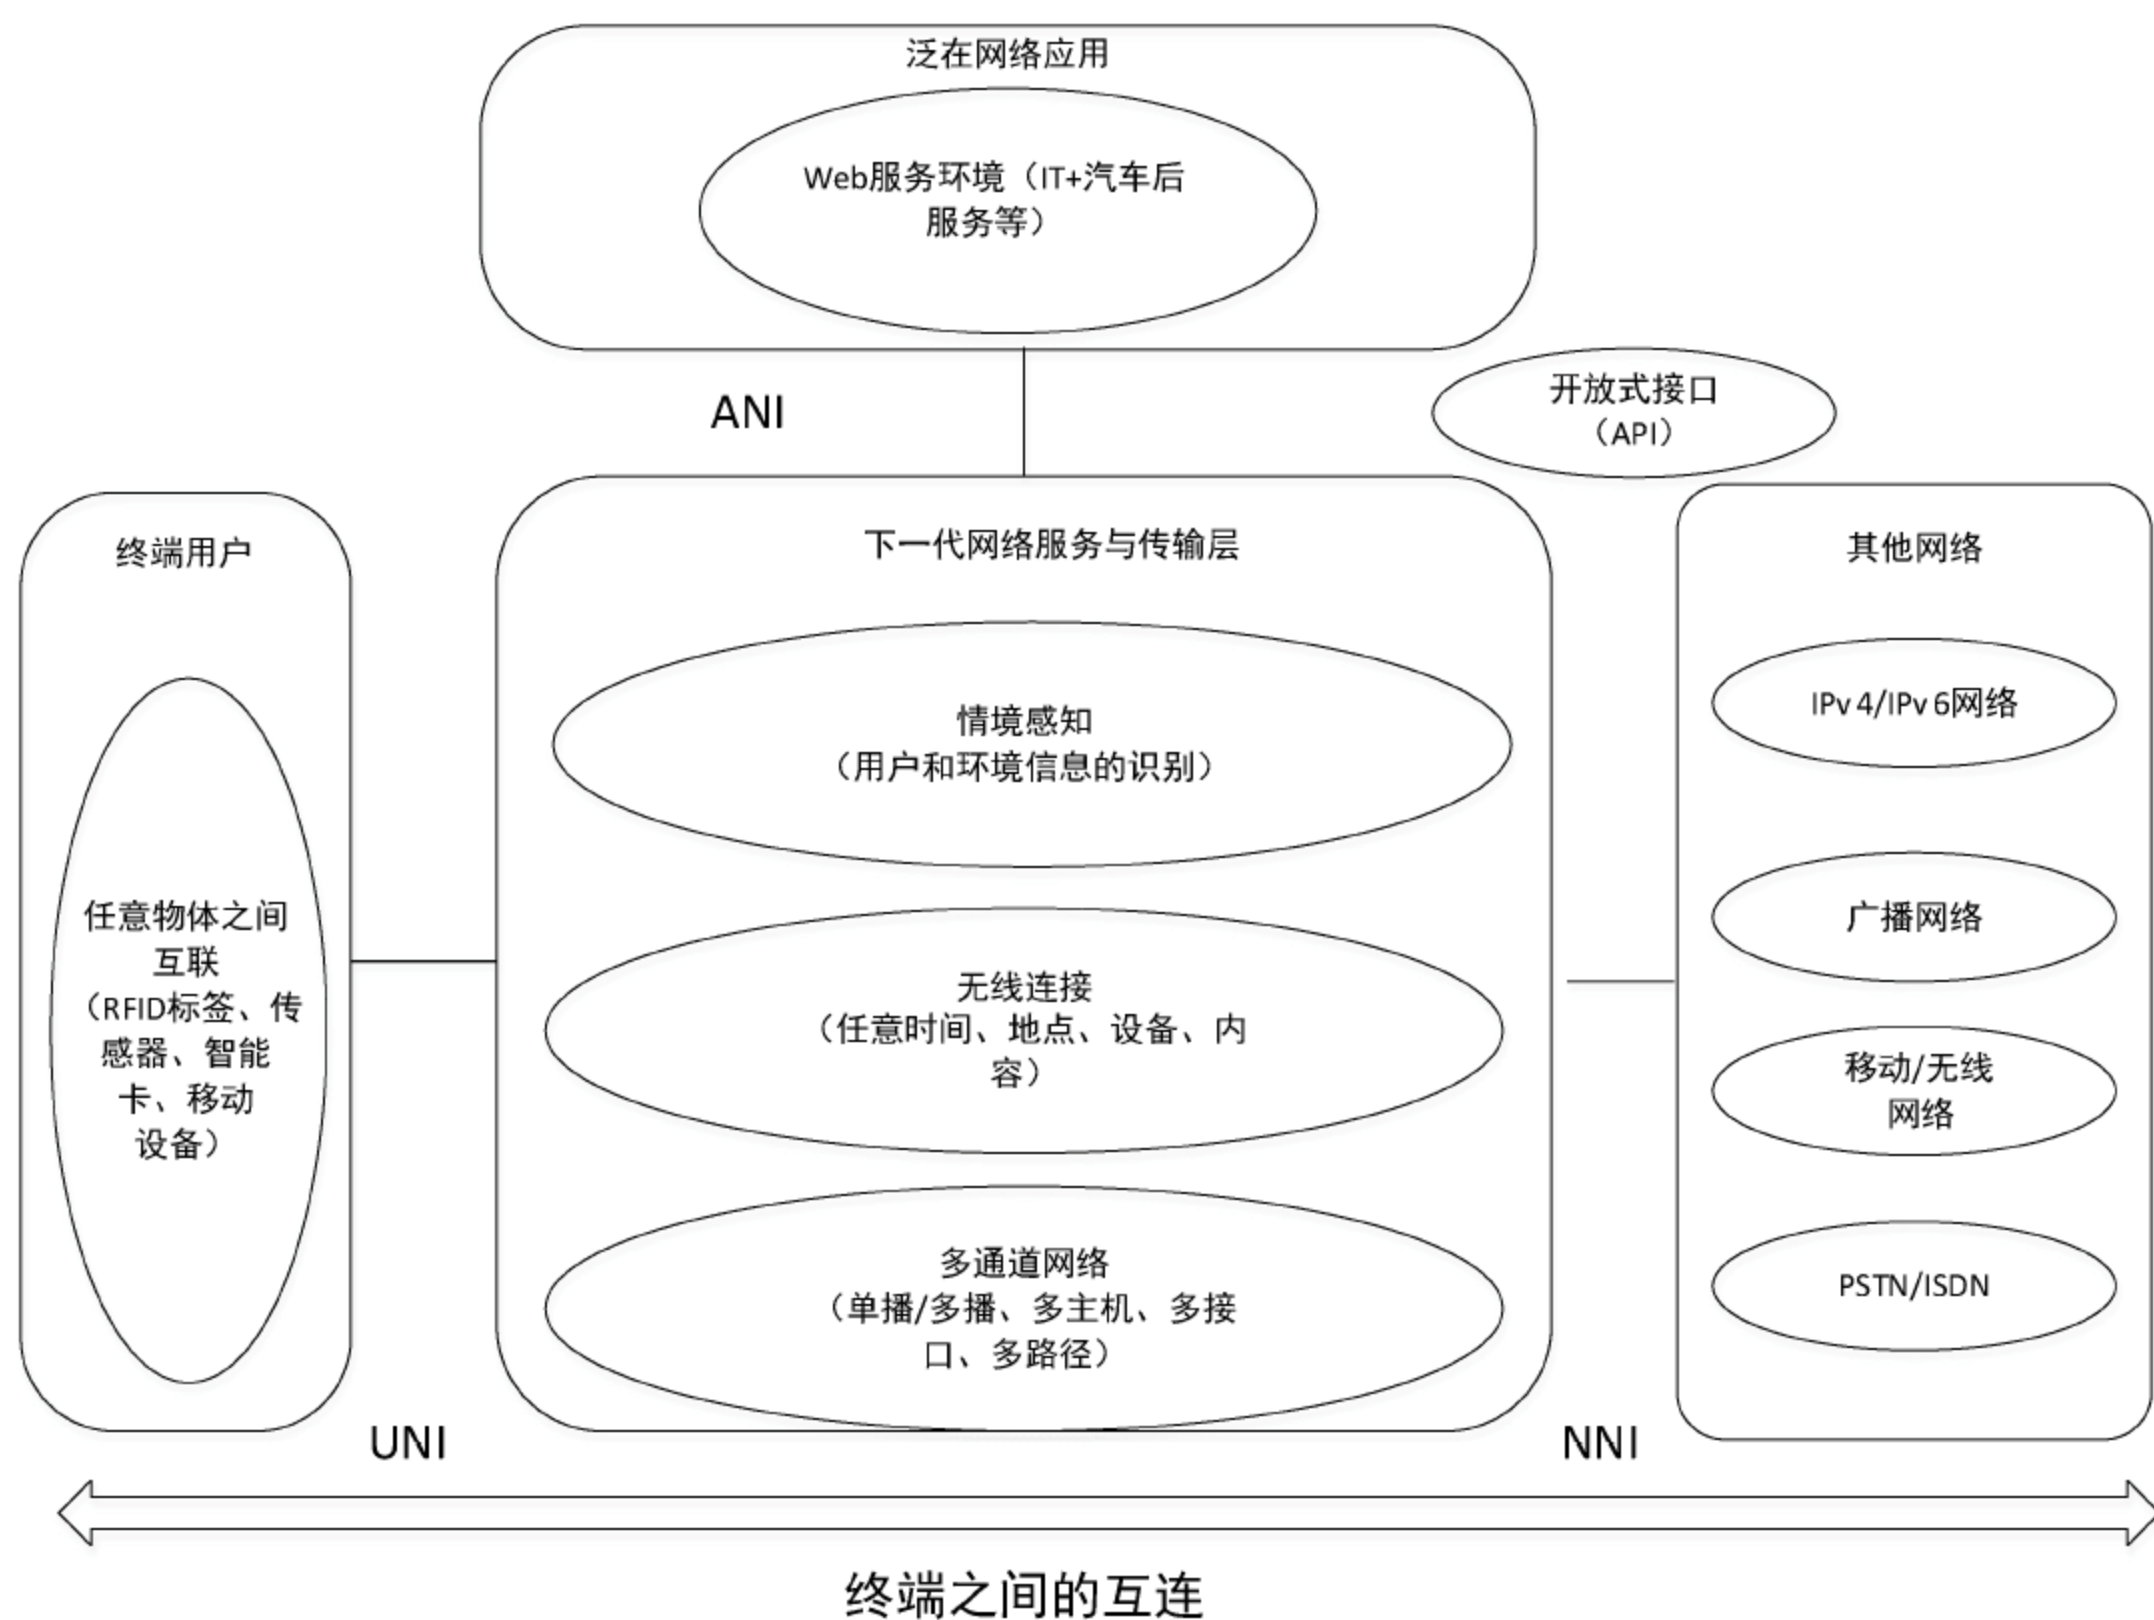 泛在网络应用
Web服务环境（IT+汽车后
服务等）
ANI
开放式接口
（API）
终端用户
任意物体之间
互联
（RFID标签、传
感器、智能
卡、移动
设备）
下一代网络服务与传输层
情境感知
（用户和环境信息的识别）
无线连接
（任意时间、地点、设备、内
容）
多通道网络
（单播/多播、多主机、多接
口、多路径）
其他网络
IPv4/IPv6网络
广播网络
移动/无线
网络
PSTN/ISDN
UNI
NNI
终端之间的互连